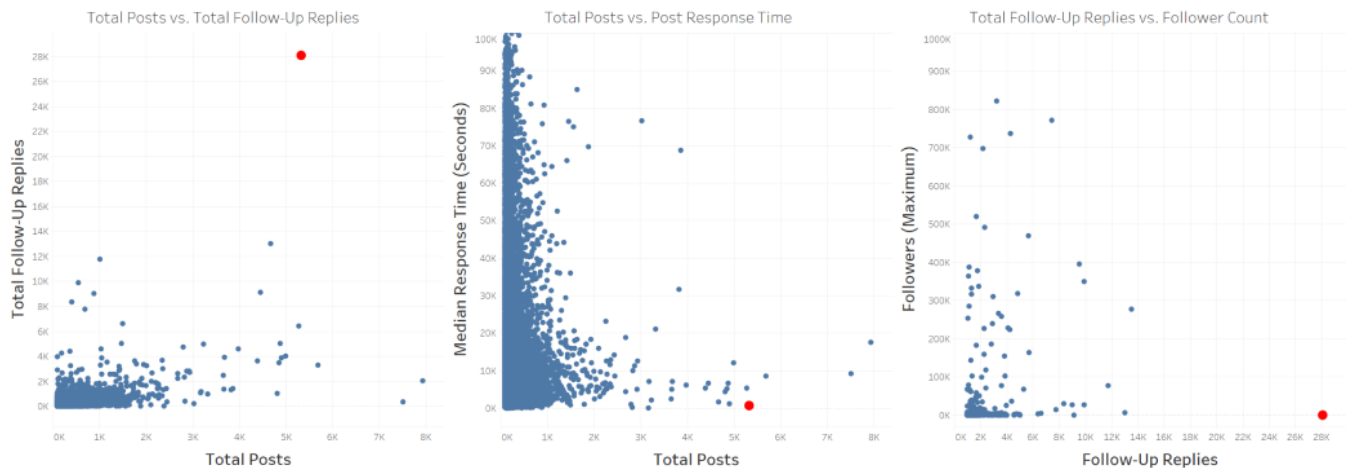 Total Posts vs. Total Follow-Up Replies
Total Follow-Up Replies
28K
26K
24K
22K
20K
18K
16K
14K
12K
10K
8K
6K
4K
2K
0K
0K 1K 2K 3K 4K 5K 6K 7K 8K
Total Posts
Total Posts vs. Post Response Time
Median Response Time (Seconds)
100K
90K
80K
70K
60K
50K
40K
30K
20K
10K
0K
0K 1K 2K 3K 4K 5K 6K 7K 8K
Total Posts
Total Follow-Up Replies vs. Follower Count
Followers (Maximum)
1000K
900K
800K
700K
600K
500K
400K
300K
200K
100K
0K
0K 2K 4K 6K 8K 10K 12K 14K 16K 18K 20K 22K 24K 26K 28K
Follow-Up Replies